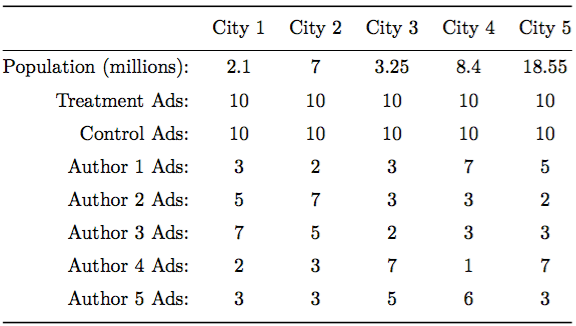 City 1 City 2 City 3 City 4 City 5
Population (millions): 2.1 7 3.25 8.4 18.55
Treatment Ads: 10 10 10 10 10
Control Ads: 10 10 10 10 10
Author 1 Ads: 3 2 3 7 5
Author 2 Ads: 5 7 3 3 2
Author 3 Ads: 7 5 2 3 3
Author 4 Ads: 2 3 7 1 7
Author 5 Ads: 3 3 5 6 3